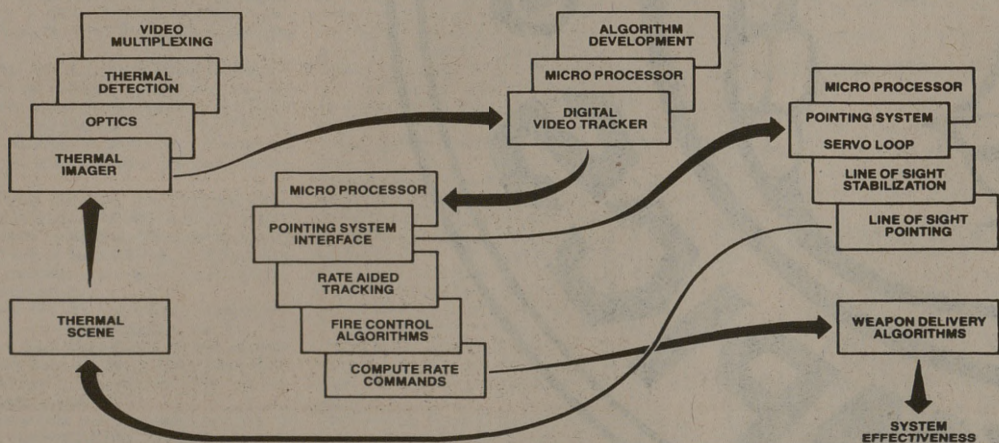 VIDEO
MULTIPLEXING
THERMAL
DETECTION
OPTICS
THERMAL
IMAGER
THERMAL
SCENE
ALGORITHM
DEVELOPMENT
MICRO PROCESSOR
DIGITAL
VIDEO TRACKER
MICRO PROCESSOR
POINTING SYSTEM
INTERFACE
RATE AIDED
TRACKING
FIRE CONTROL
ALGORITHMS
COMPUTE RATE
COMMANDS
MICRO PROCESSOR
POINTING SYSTEM
SERVO LOOP
LINE OF SIGHT
STABILIZATION
LINE OF SIGHT
POINTING
WEAPON DELIVERY
ALGORITHMS
SYSTEM
EFFECTIVENESS